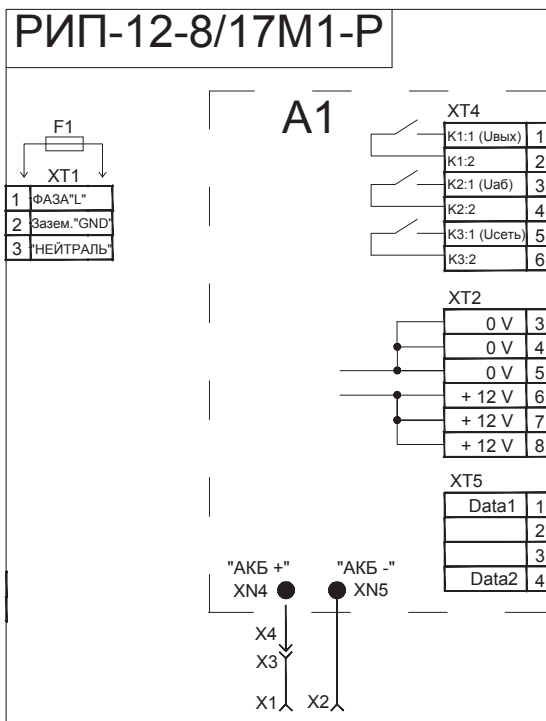 РИП-12-8/17М1-Р
A1
F1
XT1
1 ФАЗА"L"
2 Зазем."GND"
3 "НЕЙТРАЛЬ"
XT4
K1:1 (Uвых) 1
K1:2 2
K2:1 (Uаб) 3
K2:2 4
K3:1 (Uсеть) 5
K3:2 6
XT2
0 V 3
0 V 4
0 V 5
+ 12 V 6
+ 12 V 7
+ 12 V 8
XT5
Data1 1
2
3
Data2 4
"АКБ +" "АКБ -"
XN4 XN5
X4
X3
X1 X2